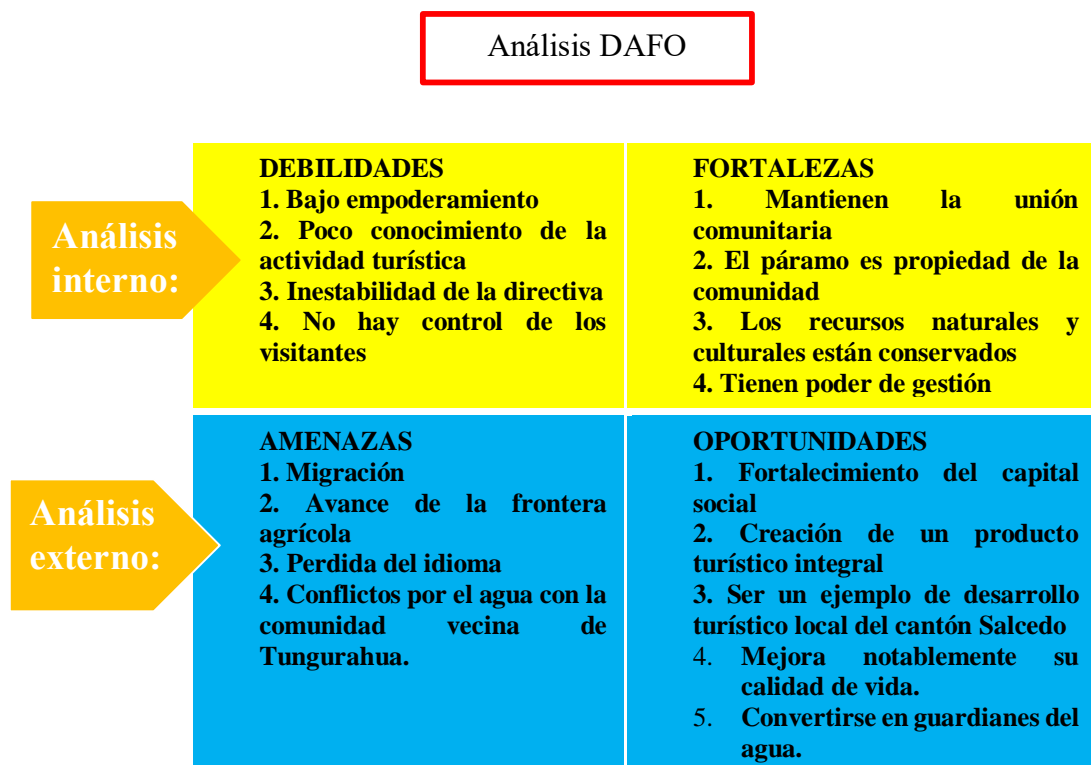 Análisis DAFO
Análisis
interno:
DEBILIDADES
1. Bajo empoderamiento
2. Poco conocimiento de la
actividad turística
3. Inestabilidad de la directiva
4. No hay control de los
visitantes
FORTALEZAS
1. Mantienen la unión
comunitaria
2. El páramo es propiedad de la
comunidad
3. Los recursos naturales y
culturales están conservados
4. Tienen poder de gestión
Análisis
externo:
AMENAZAS
1. Migración
2. Avance de la frontera
agrícola
3. Perdida del idioma
4. Conflictos por el agua con la
comunidad vecina de
Tungurahua.
OPORTUNIDADES
1. Fortalecimiento del capital
social
2. Creación de un producto
turístico integral
3. Ser un ejemplo de desarrollo
turístico local del cantón Salcedo
4. Mejora notablemente su
calidad de vida.
5. Convertirse en guardianes del
agua.